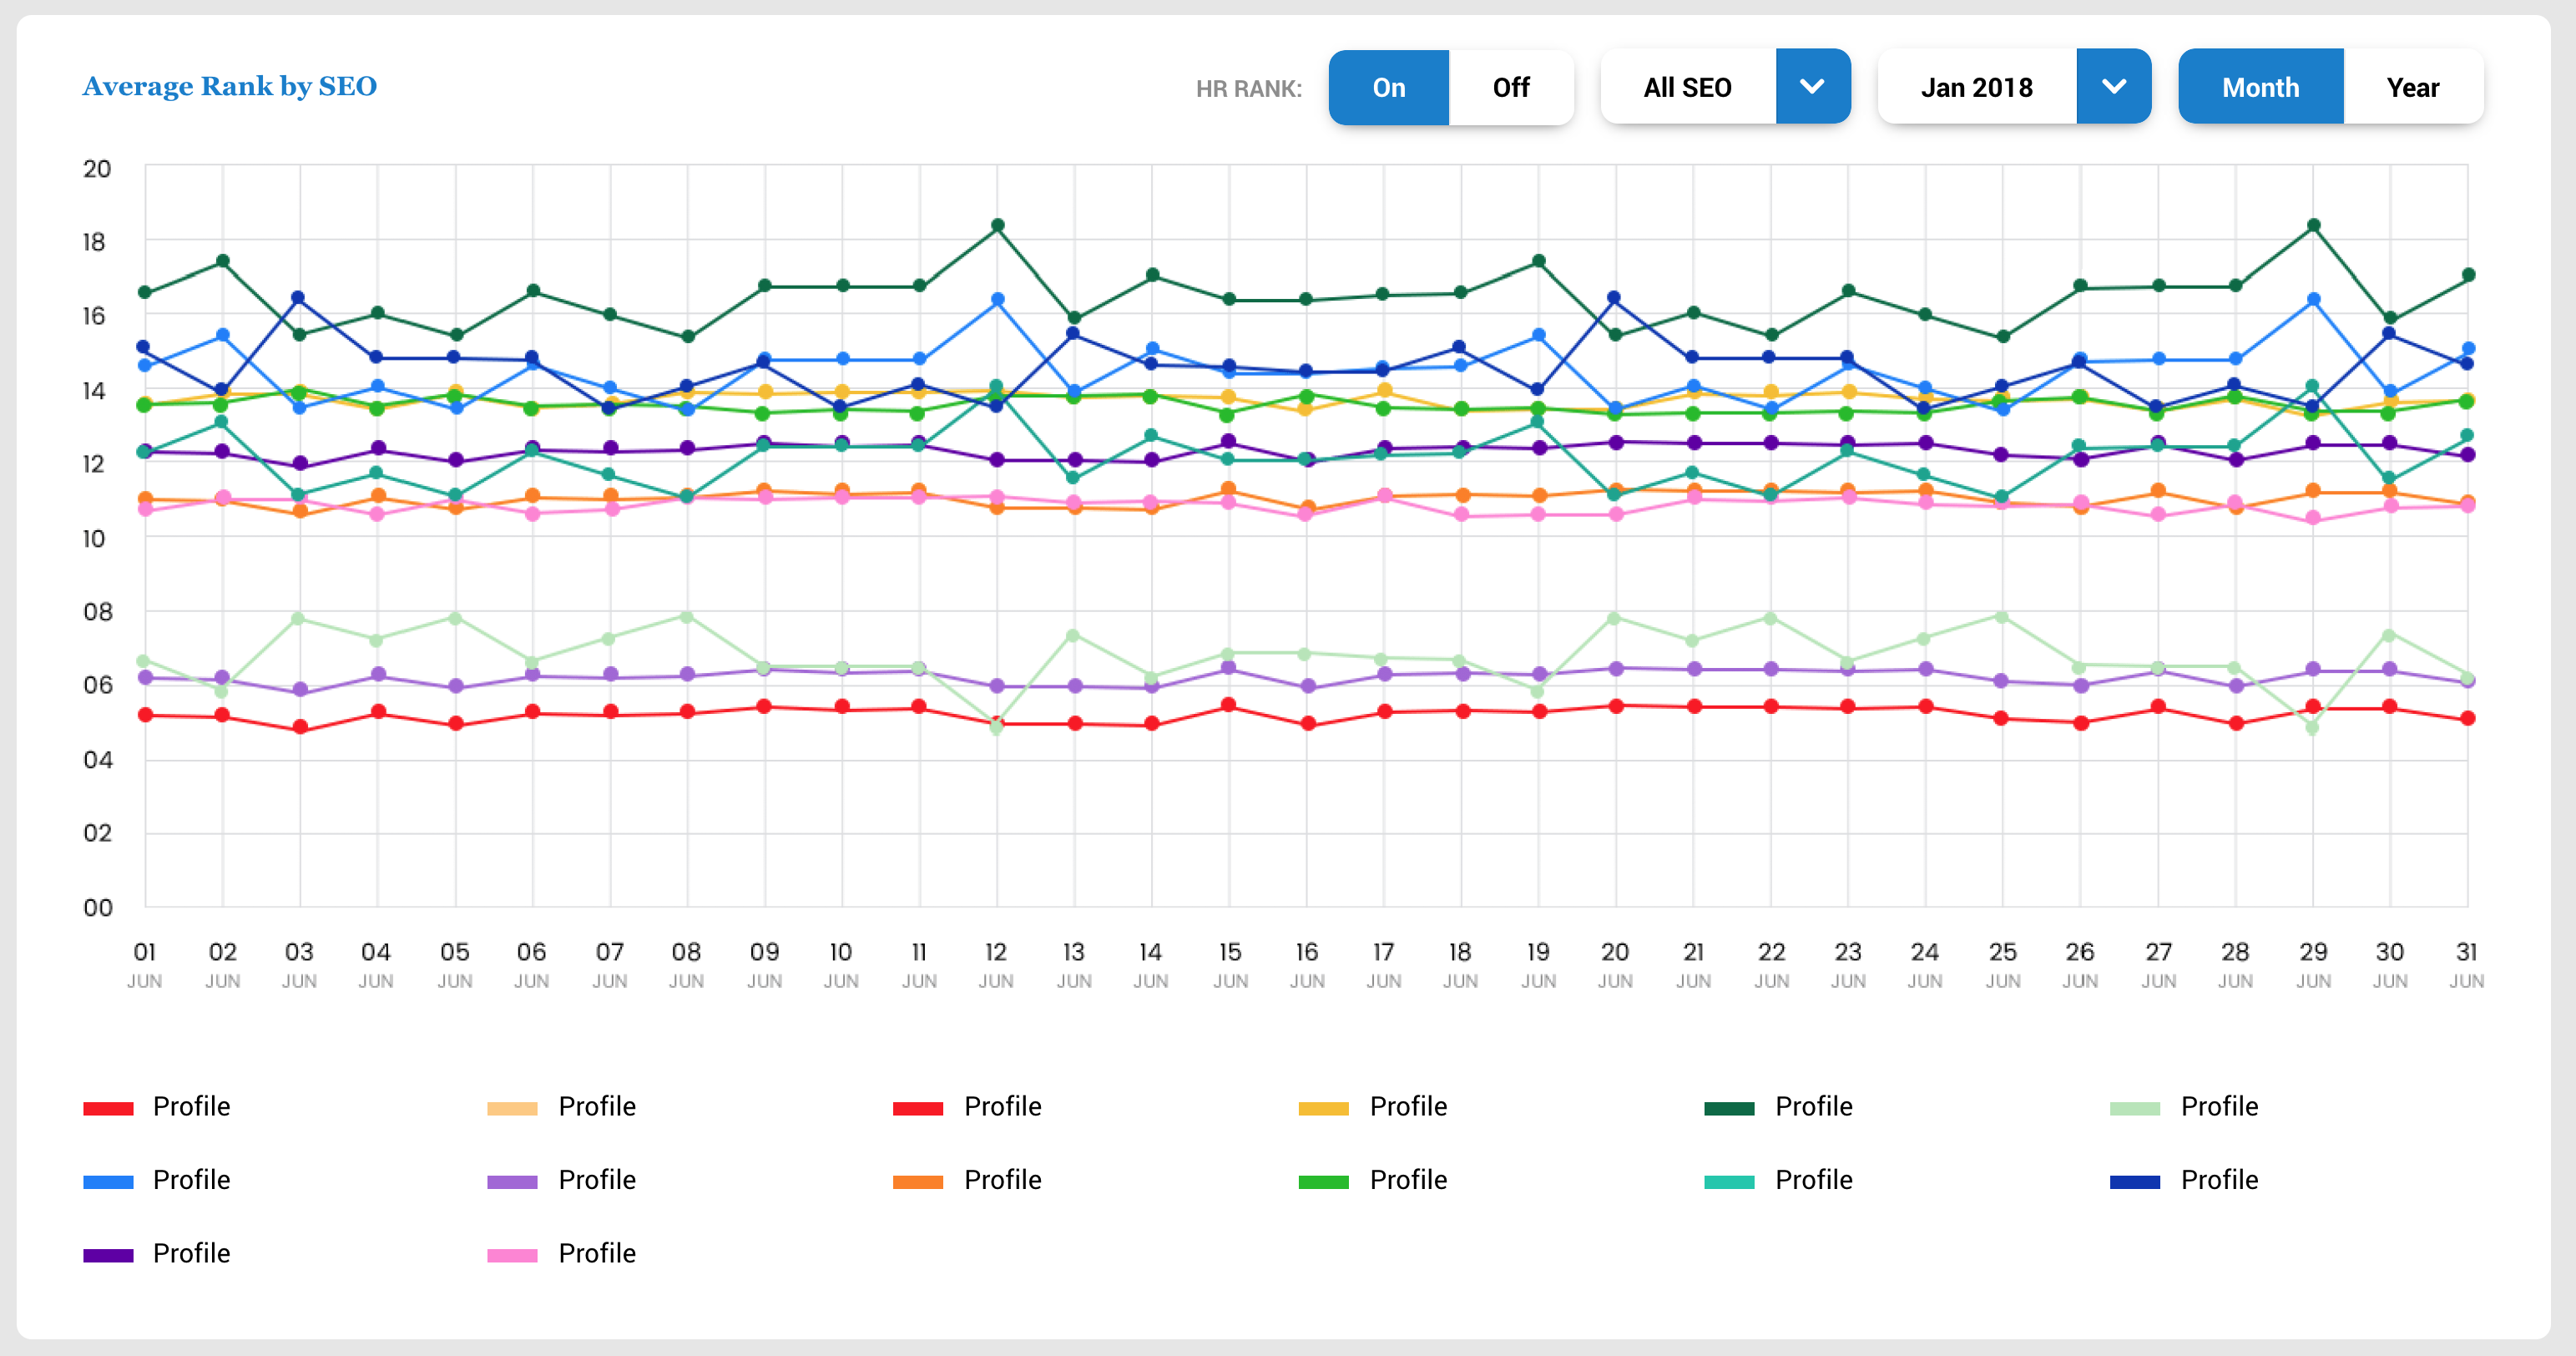 Average Rank by SEO
HR RANK: On Off All SEO Jan 2018 Month Year
20
18
16
14
12
10
08
06
04
02
00
01 02 03 04 05 06 07 08 09 10 11 12 13 14 15 16 17 18 19 20 21 22 23 24 25 26 27 28 29 30 31
JUN JUN JUN JUN JUN JUN JUN JUN JUN JUN JUN JUN JUN JUN JUN JUN JUN JUN JUN JUN JUN JUN JUN JUN JUN JUN JUN JUN JUN JUN JUN
Profile Profile Profile Profile Profile Profile
Profile Profile Profile Profile Profile Profile
Profile Profile